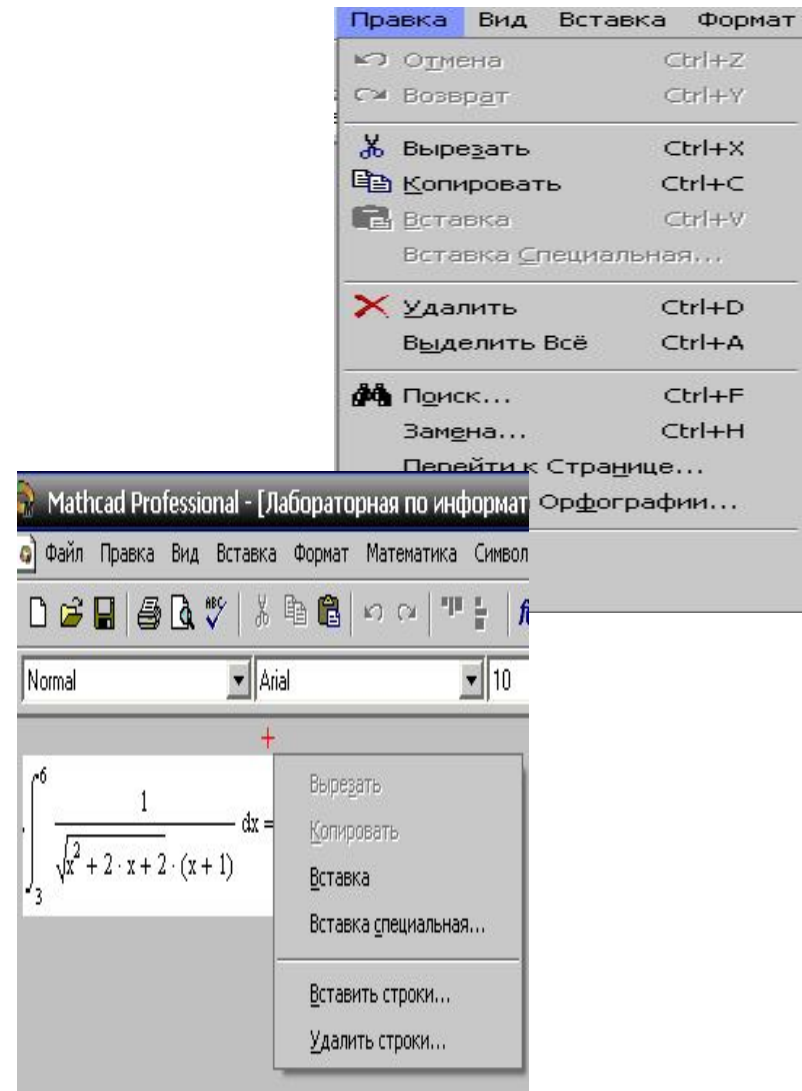 Правка Вид Вставка Формат
Отмена Ctrl+Z
Возврат Ctrl+Y
Вырезать Ctrl+X
Копировать Ctrl+C
Вставка Ctrl+V
Вставка Специальная...
Удалить Ctrl+D
Выделить Всё Ctrl+A
Поиск... Ctrl+F
Замена... Ctrl+H
Перейти к Странице...
Орфографии...
Mathcad Professional - [Лабораторная по информат
Файл Правка Вид Вставка Формат Математика Символ
Normal Arial 10
∫₃⁶ 1/(√(x² + 2 · x + 2) · (x + 1)) dx =
Вырезать
Копировать
Вставка
Вставка специальная...
Вставить строки...
Удалить строки...